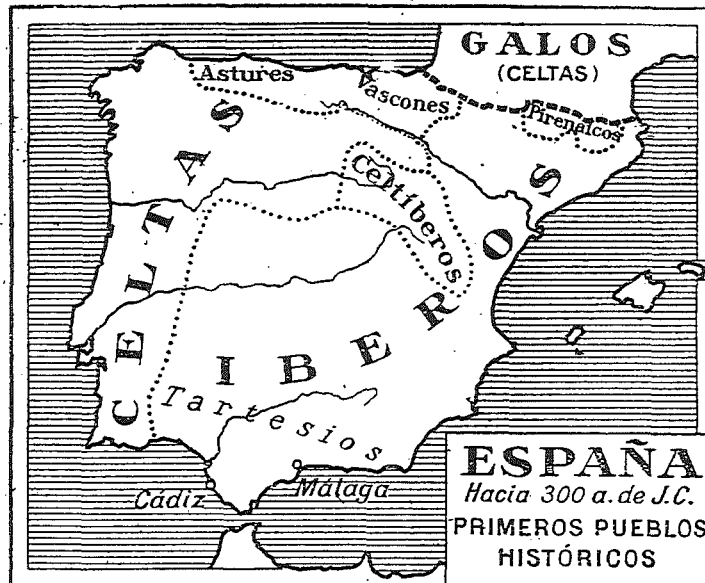 GALOS
(CELTAS)
Astures
Vascones
Pirenaicos
CELTAS
Celtíberos
IBEROS
Tartesios
Cádiz
Málaga
ESPAÑA
Hacia 300 a. de J.C.
PRIMEROS PUEBLOS
HISTÓRICOS